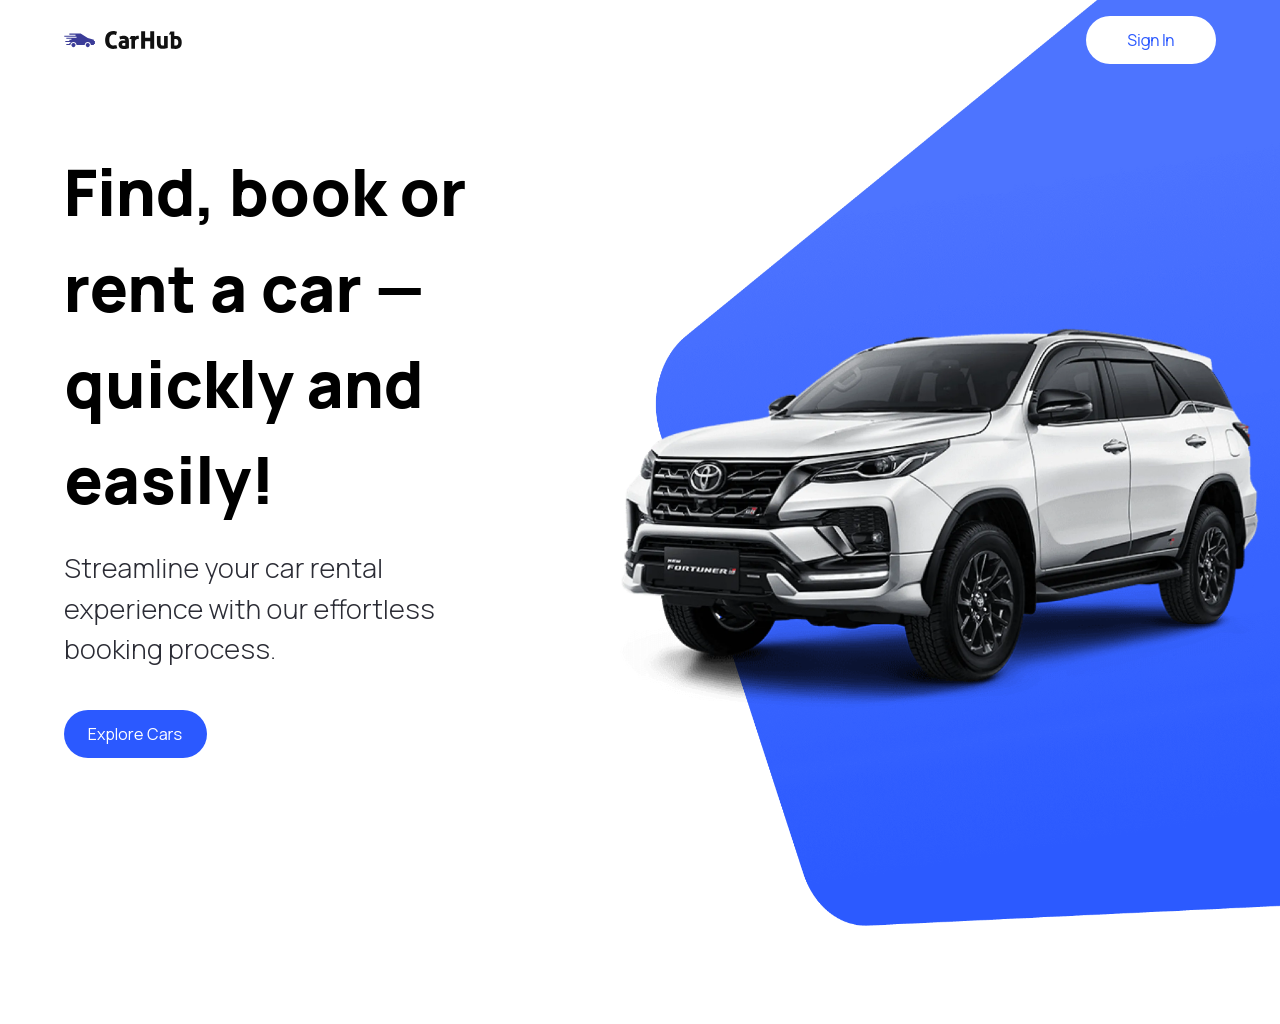 CarHub
Sign In
Find, book or
rent a car —
quickly and
easily!
Streamline your car rental
experience with our effortless
booking process.
Explore Cars
NEW
FORTUNER